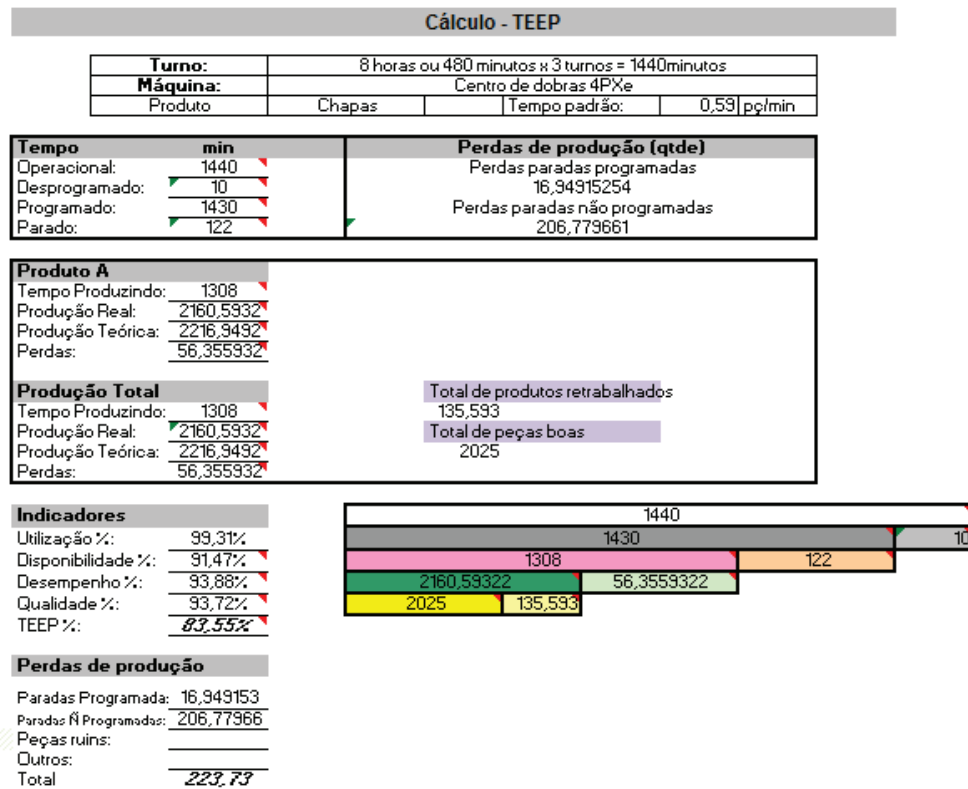 Cálculo - TEEP
Turno: 8 horas ou 480 minutos x 3 turnos = 1440minutos
Máquina: Centro de dobras 4PXe
Produto Chapas Tempo padrão: 0,59 pç/min
Tempo min Perdas de produção (qtde)
Operacional: 1440 Perdas paradas programadas
Desprogramado: 10 16,94915254
Programado: 1430 Perdas paradas não programadas
Parado: 122 206,779661
Produto A
Tempo Produzindo: 1308
Produção Real: 2160,5932
Produção Teórica: 2216,9492
Perdas: 56,355932
Produção Total Total de produtos retrabalhados
Tempo Produzindo: 1308 135,593
Produção Real: 2160,5932 Total de peças boas
Produção Teórica: 2216,9492 2025
Perdas: 56,355932
Indicadores 1440
Utilização %: 99,31% 1430 10
Disponibilidade %: 91,47% 1308 122
Desempenho %: 93,88% 2160,59322 56,3559322
Qualidade %: 93,72% 2025 135,593
TEEP %: 83,55%
Perdas de produção
Paradas Programada: 16,949153
Paradas Ñ Programadas: 206,77966
Peças ruins:
Outros:
Total 223,73